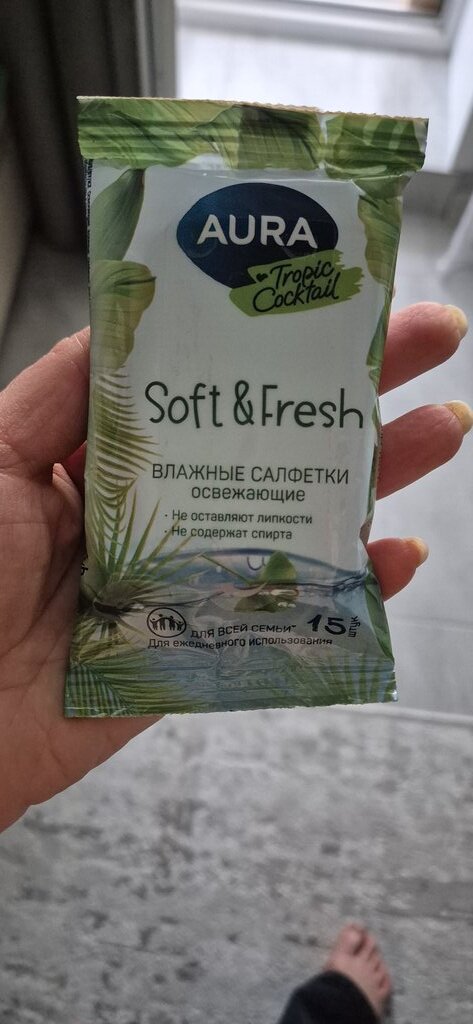 AURA
Tropic
Cocktail
Soft & Fresh
ВЛАЖНЫЕ САЛФЕТКИ
освежающие
· Не оставляют липкости
· Не содержат спирта
ДЛЯ ВСЕЙ СЕМЬИ*
Для ежедневного использования
15 штук